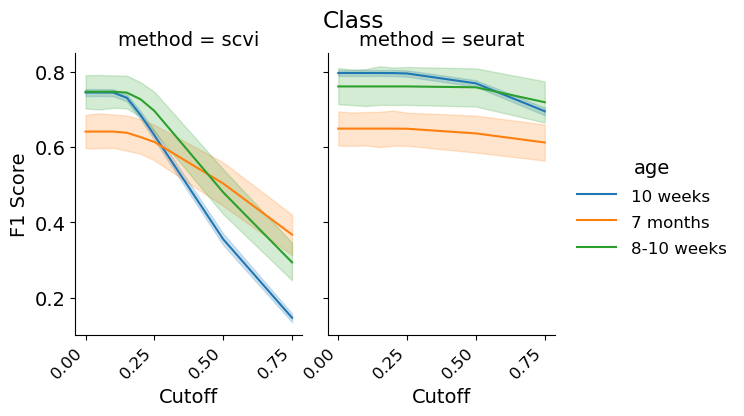 Class
method = scvi
method = seurat
0.8
0.6
0.4
0.2
F1 Score
0.00
0.25
0.50
0.75
0.00
0.25
0.50
0.75
Cutoff
Cutoff
age
10 weeks
7 months
8-10 weeks